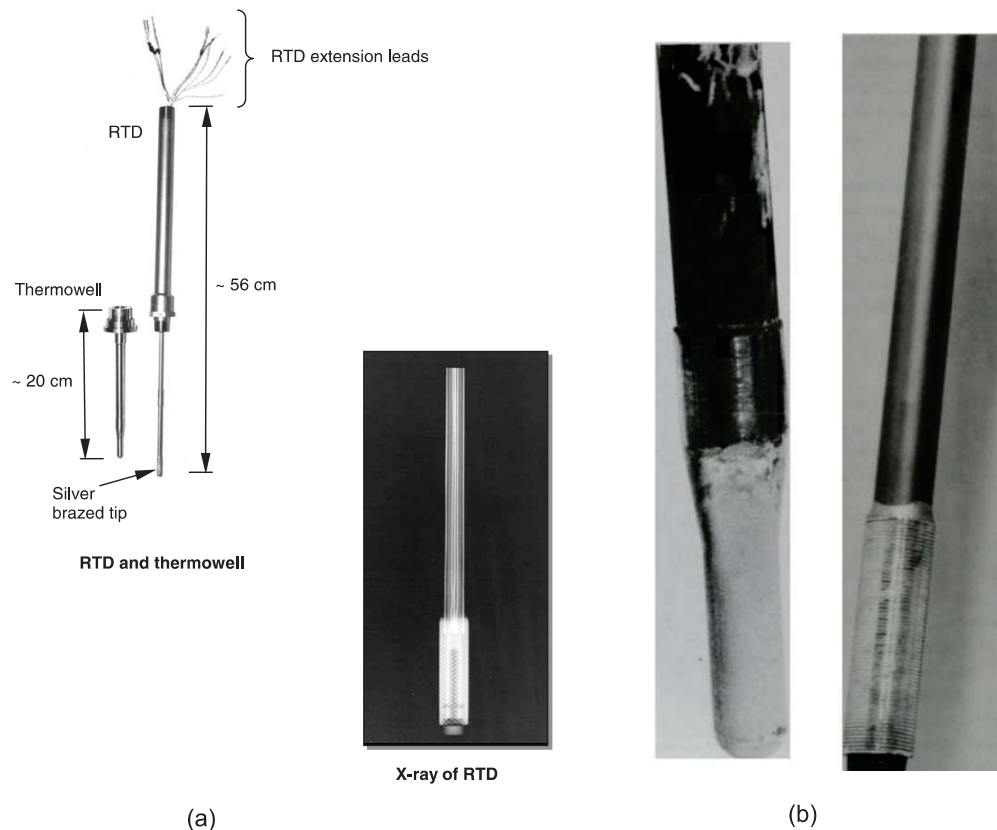 RTD extension leads
RTD
~ 56 cm
Thermowell
~ 20 cm
Silver
brazed tip
RTD and thermowell
X-ray of RTD
(a)
(b)